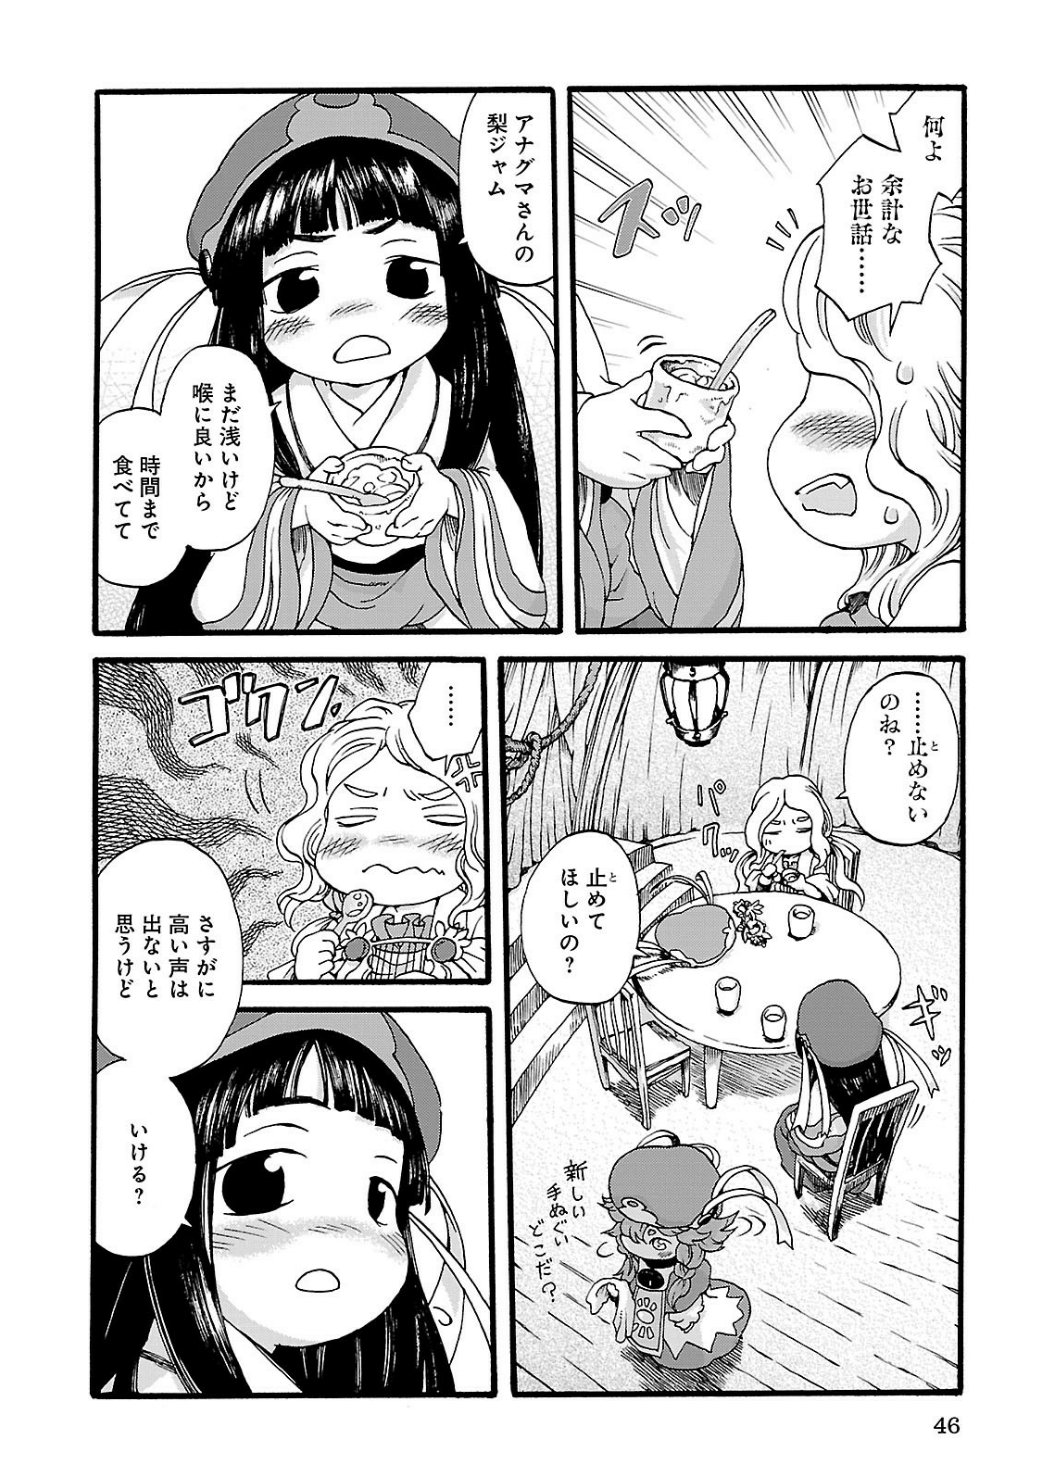 何よ
余計な
お世話……
ズッ
アナグマさんの
梨ジャム
まだ浅いけど
喉に良いから
時間まで
食べてて
……止めない
のね?
止めて
ほしいの?
パクッ
ギシッ
新しい
手ぬぐい
どこだ?
……
ゴクン。
さすがに
高い声は
出ないと
思うけど
いける?
46